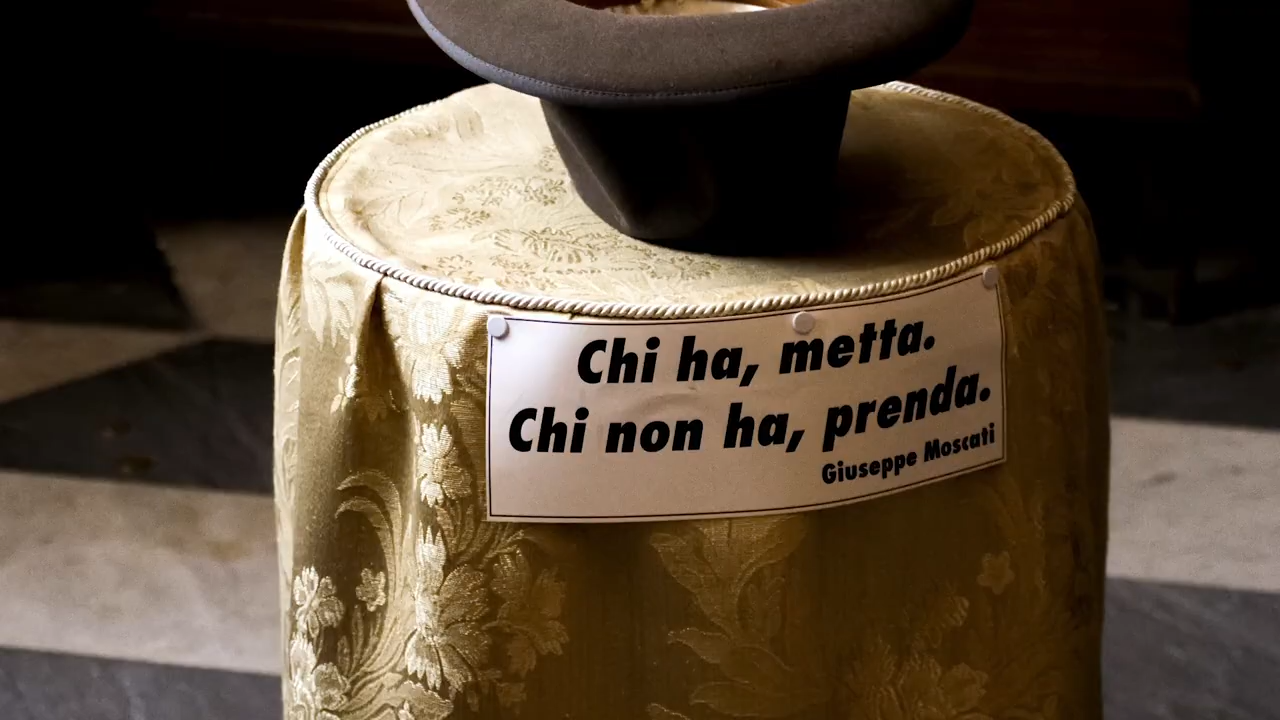 Chi ha, metta.
Chi non ha, prenda.
Giuseppe Moscati